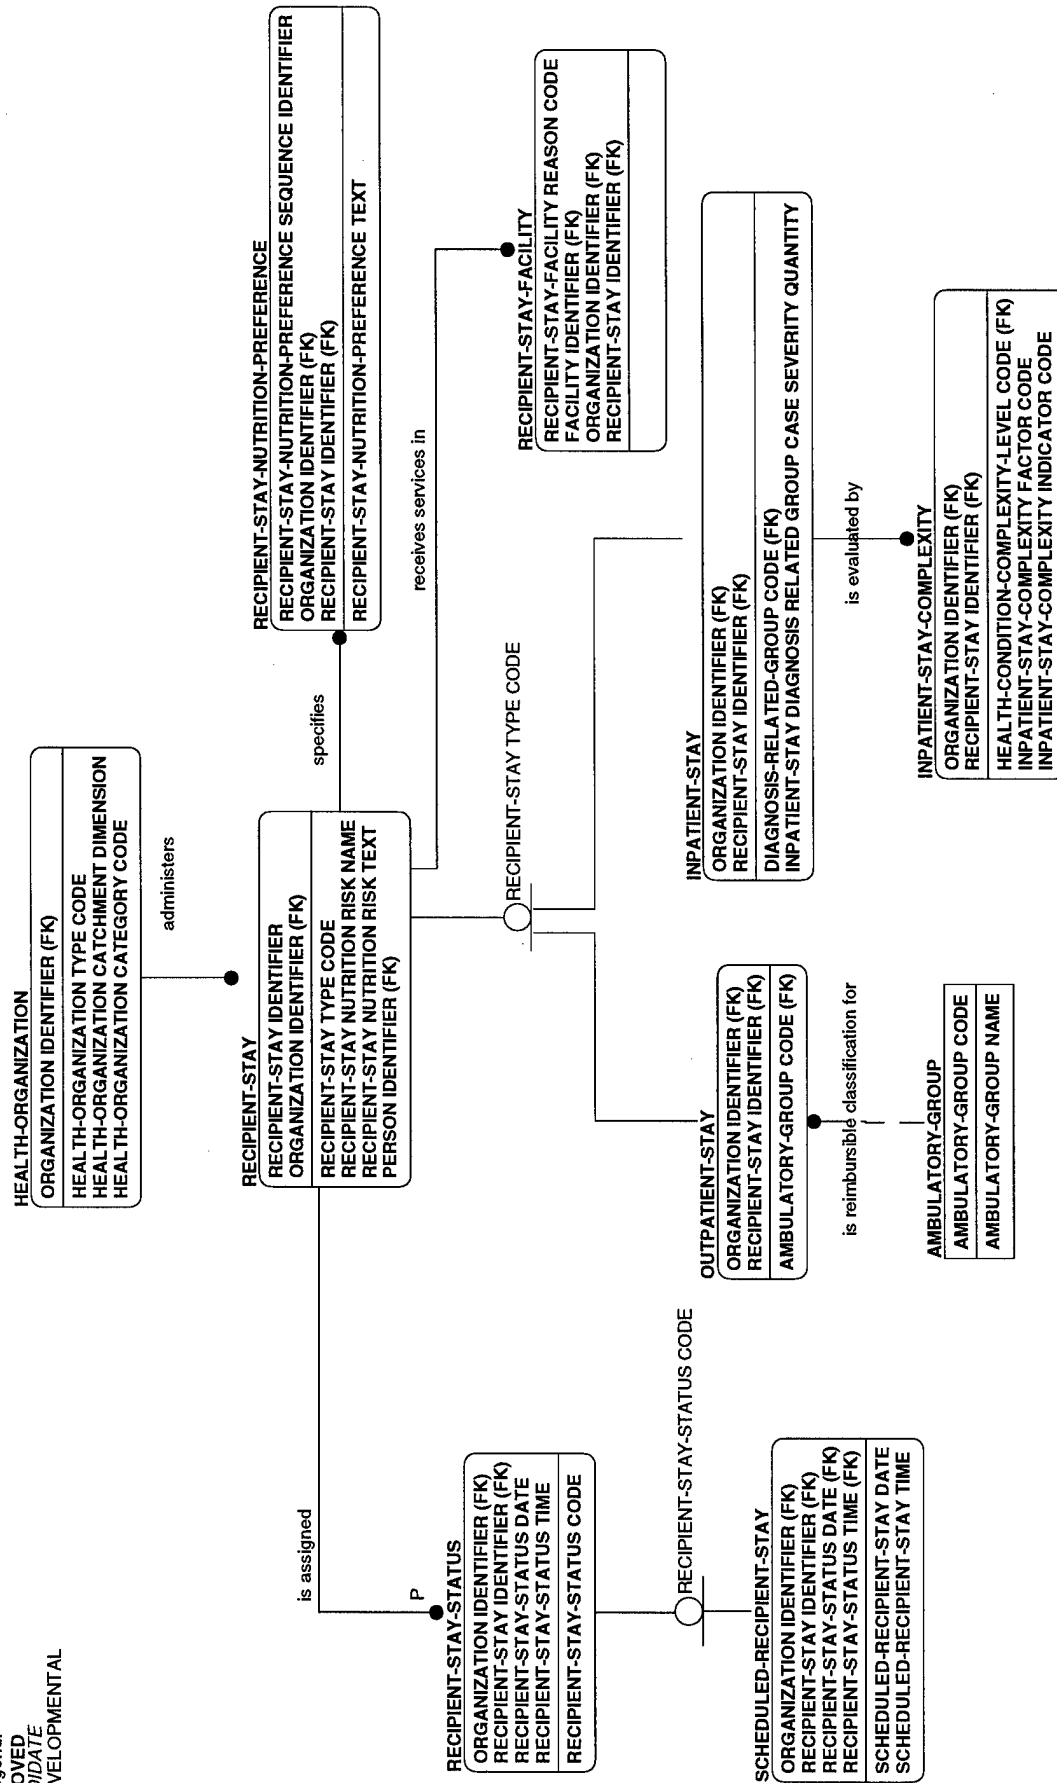 OVED
VELOPMENTAL
HEALTH-ORGANIZATION
ORGANIZATION IDENTIFIER (FK)
HEALTH-ORGANIZATION TYPE CODE
HEALTH-ORGANIZATION CATCHMENT DIMENSION
HEALTH-ORGANIZATION CATEGORY CODE
administers
RECIPIENT-STAY
RECIPIENT-STAY IDENTIFIER
ORGANIZATION IDENTIFIER (FK)
RECIPIENT-STAY TYPE CODE
RECIPIENT-STAY NUTRITION RISK NAME
RECIPIENT-STAY NUTRITION RISK TEXT
PERSON IDENTIFIER (FK)
specifies
RECIPIENT-STAY-NUTRITION-PREFERENCE
RECIPIENT-STAY-NUTRITION-PREFERENCE SEQUENCE IDENTIFIER
ORGANIZATION IDENTIFIER (FK)
RECIPIENT-STAY IDENTIFIER (FK)
RECIPIENT-STAY-NUTRITION-PREFERENCE TEXT
receives services in
RECIPIENT-STAY-FACILITY
RECIPIENT-STAY-FACILITY REASON CODE
FACILITY IDENTIFIER (FK)
ORGANIZATION IDENTIFIER (FK)
RECIPIENT-STAY IDENTIFIER (FK)
is assigned
P
RECIPIENT-STAY-STATUS
ORGANIZATION IDENTIFIER (FK)
RECIPIENT-STAY IDENTIFIER (FK)
RECIPIENT-STAY-STATUS DATE
RECIPIENT-STAY-STATUS TIME
RECIPIENT-STAY-STATUS CODE
RECIPIENT-STAY-STATUS CODE
SCHEDULED-RECIPIENT-STAY
ORGANIZATION IDENTIFIER (FK)
RECIPIENT-STAY IDENTIFIER (FK)
RECIPIENT-STAY-STATUS DATE (FK)
RECIPIENT-STAY-STATUS TIME (FK)
SCHEDULED-RECIPIENT-STAY DATE
SCHEDULED-RECIPIENT-STAY TIME
RECIPIENT-STAY TYPE CODE
OUTPATIENT-STAY
ORGANIZATION IDENTIFIER (FK)
RECIPIENT-STAY IDENTIFIER (FK)
AMBULATORY-GROUP CODE (FK)
is reimbursible classification for
AMBULATORY-GROUP
AMBULATORY-GROUP CODE
AMBULATORY-GROUP NAME
INPATIENT-STAY
ORGANIZATION IDENTIFIER (FK)
RECIPIENT-STAY IDENTIFIER (FK)
DIAGNOSIS-RELATED-GROUP CODE (FK)
INPATIENT-STAY DIAGNOSIS RELATED GROUP CASE SEVERITY QUANTITY
is evaluated by
INPATIENT-STAY-COMPLEXITY
ORGANIZATION IDENTIFIER (FK)
RECIPIENT-STAY IDENTIFIER (FK)
HEALTH-CONDITION-COMPLEXITY-LEVEL CODE (FK)
INPATIENT-STAY-COMPLEXITY FACTOR CODE
INPATIENT-STAY-COMPLEXITY INDICATOR CODE